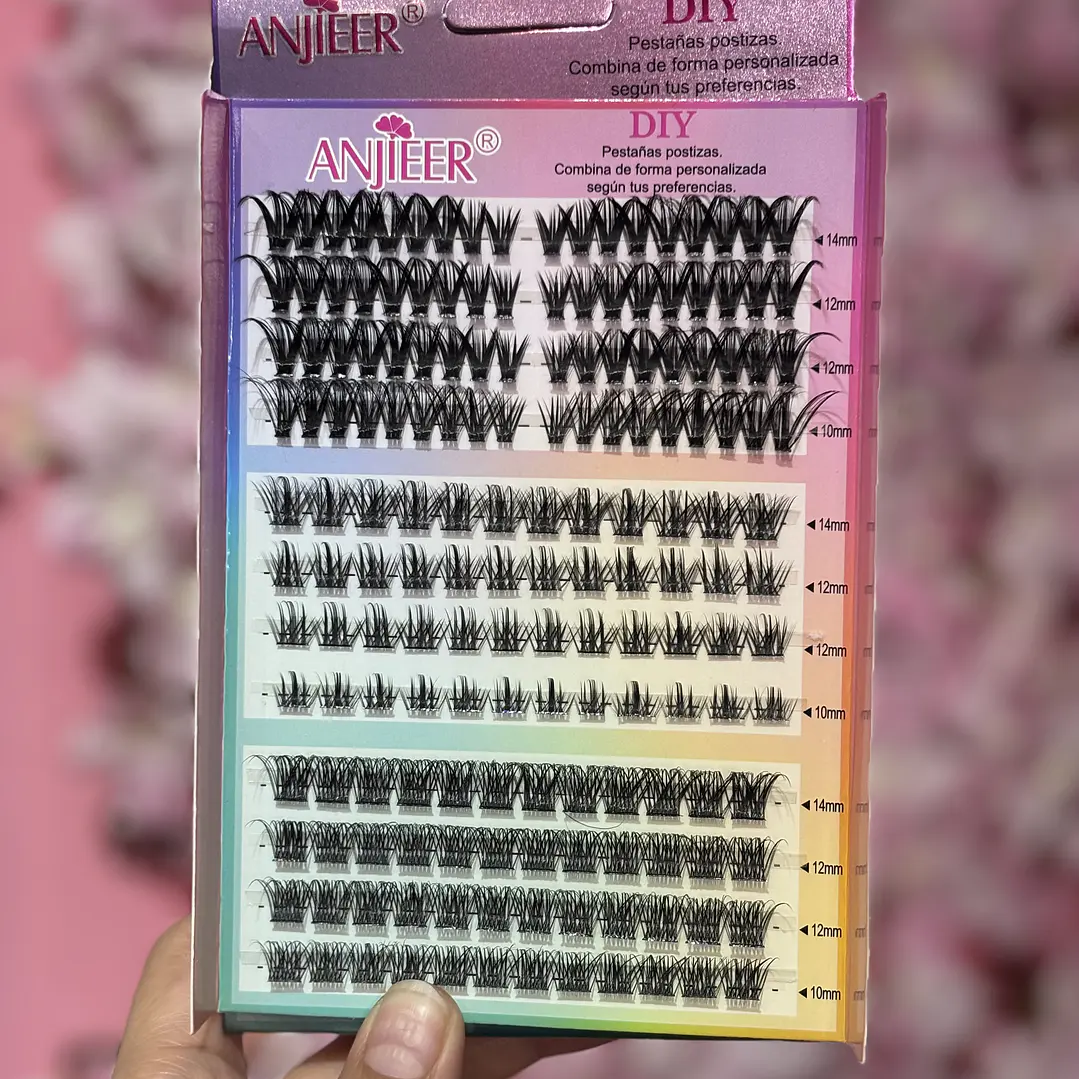 ANJIEER®
DIY
Pestañas postizas.
Combina de forma personalizada
según tus preferencias.
ANJIEER®
DIY
Pestañas postizas.
Combina de forma personalizada
según tus preferencias.
14mm
12mm
12mm
10mm
14mm
12mm
12mm
10mm
14mm
12mm
12mm
10mm